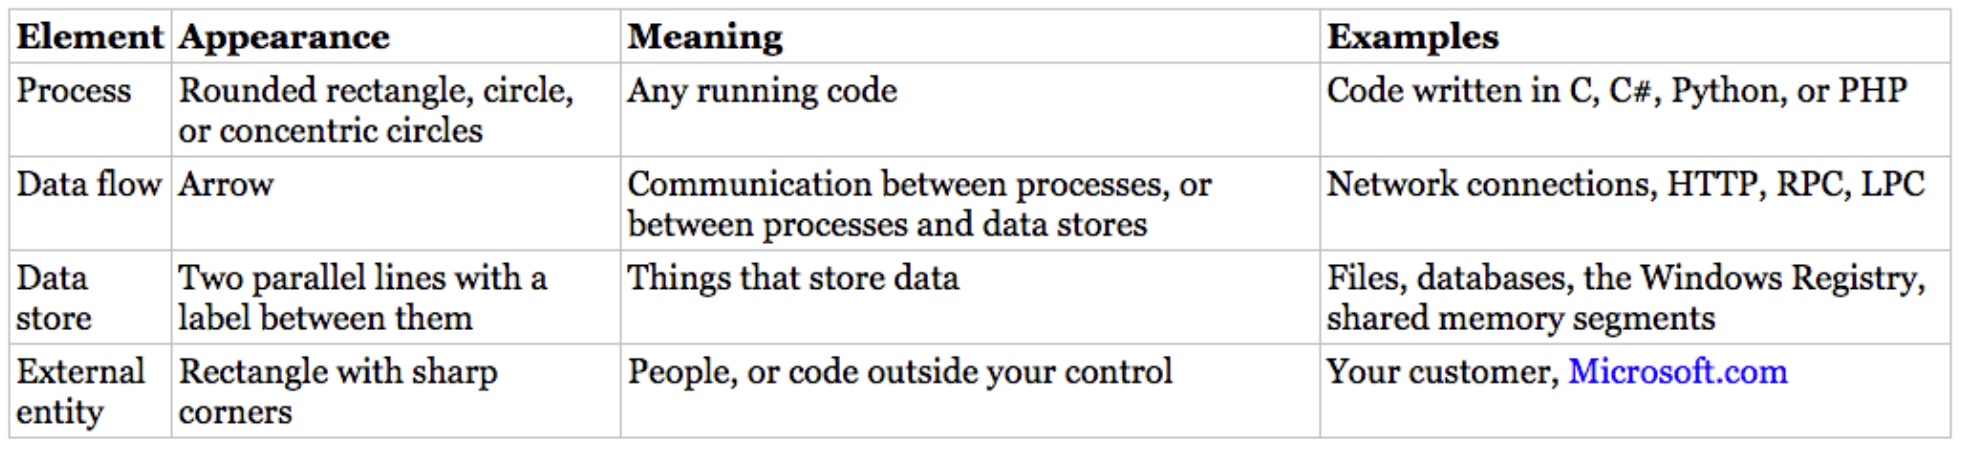 Element Appearance Meaning Examples
Process Rounded rectangle, circle, Any running code Code written in C, C#, Python, or PHP
or concentric circles
Data flow Arrow Communication between processes, or Network connections, HTTP, RPC, LPC
between processes and data stores
Data Two parallel lines with a Things that store data Files, databases, the Windows Registry,
store label between them shared memory segments
External Rectangle with sharp People, or code outside your control Your customer, Microsoft.com
entity corners